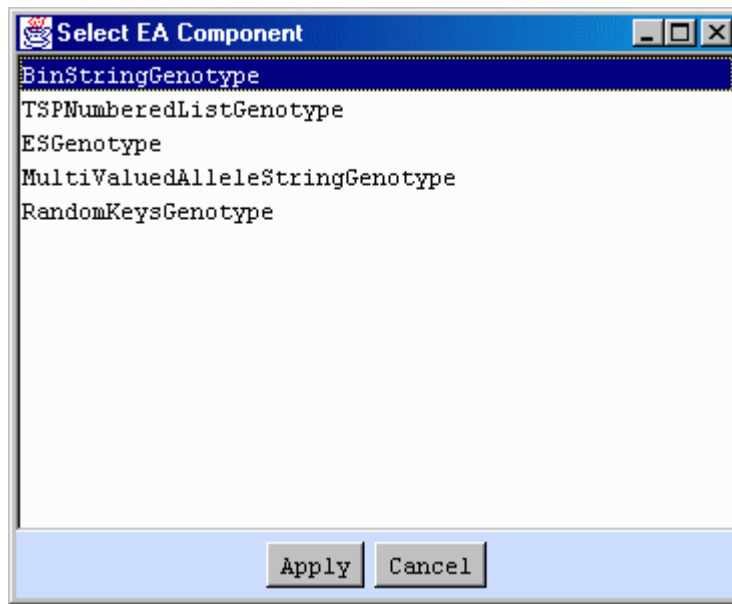 Select EA Component
BinStringGenotype
TSPNumberedListGenotype
ESGenotype
MultiValuedAlleleStringGenotype
RandomKeysGenotype
Apply Cancel